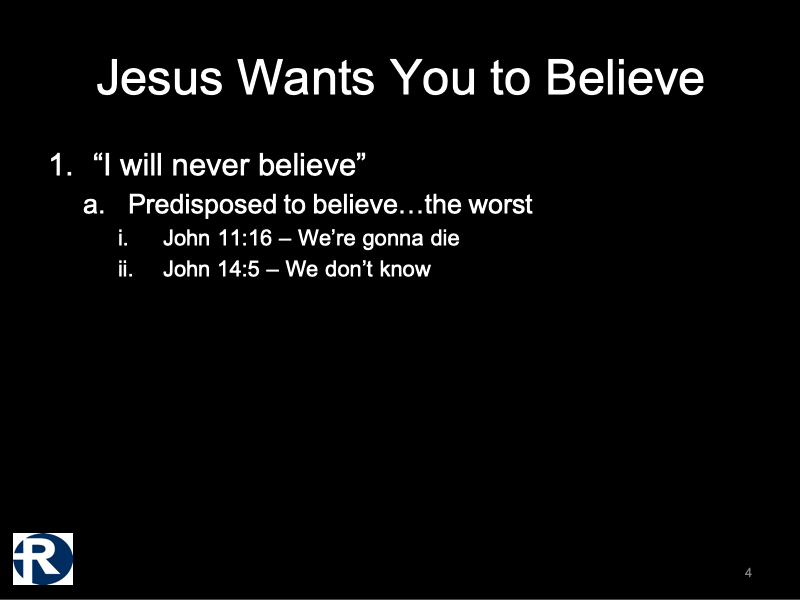 Jesus Wants You to Believe
1. “I will never believe”
a. Predisposed to believe…the worst
i. John 11:16 – We’re gonna die
ii. John 14:5 – We don’t know
R
4